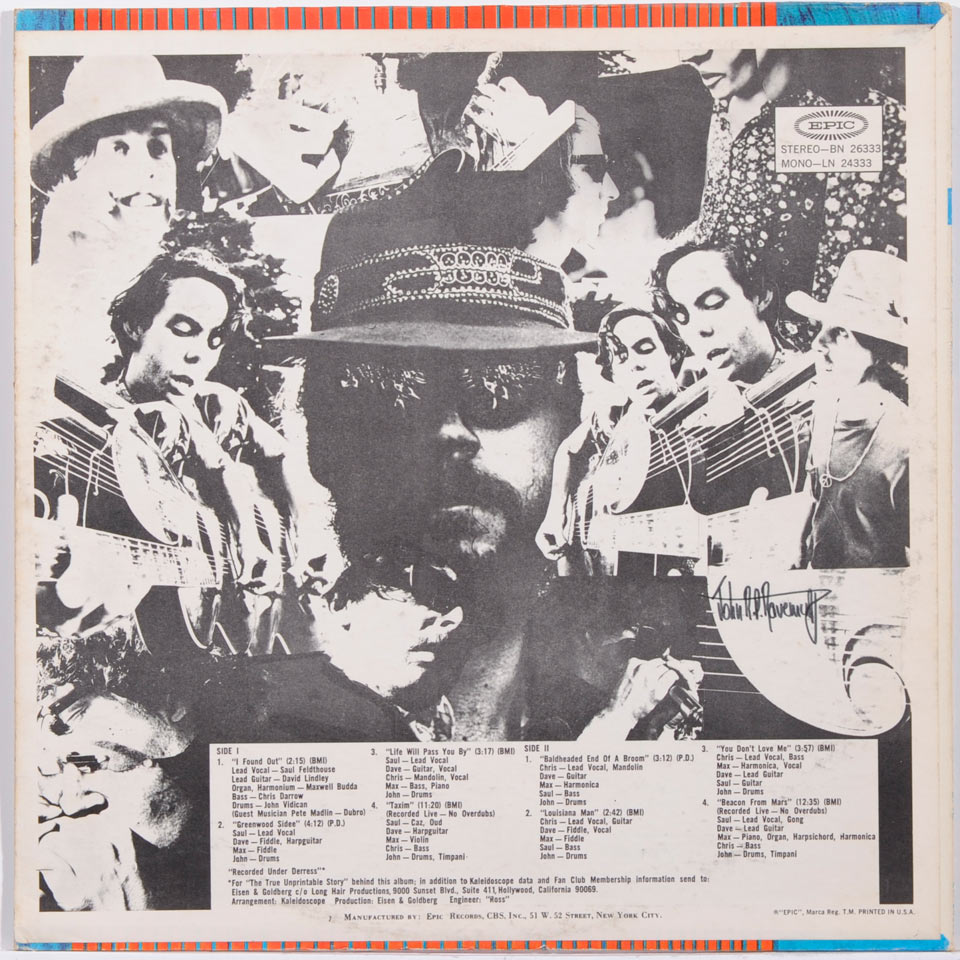 EPIC
STEREO—BN 26333
MONO—LN 24333
SIDE I
1. "I Found Out" (2:15) (BMI)
Lead Vocal — Saul Feldthouse
Lead Guitar — David Lindley
Organ, Harmonium — Maxwell Budda
Bass — Chris Darrow
Drums — John Vidican
(Guest Musician Pete Madlin — Dubro)
2. "Greenwood Sidee" (4:12) (P.D.)
Saul — Lead Vocal
Dave — Fiddle, Harpguitar
Max — Fiddle
John — Drums
3. "Life Will Pass You By" (3:17) (BMI)
Saul — Lead Vocal
Dave — Guitar, Vocal
Chris — Mandolin, Vocal
Max — Bass, Piano
John — Drums
4. "Taxim" (11:20) (BMI)
(Recorded Live — No Overdubs)
Saul — Caz, Oud
Dave — Harpguitar
Max — Violin
Chris — Bass
John — Drums, Timpani
SIDE II
1. "Baldheaded End Of A Broom" (3:12) (P.D.)
Chris — Lead Vocal, Mandolin
Dave — Guitar
Max — Harmonica
Saul — Bass
John — Drums
2. "Louisiana Man" (2:42) (BMI)
Chris — Lead Vocal, Guitar
Dave — Fiddle, Vocal
Max — Fiddle
Saul — Bass
John — Drums
3. "You Don't Love Me" (3:57) (BMI)
Chris — Lead Vocal, Bass
Max — Harmonica, Vocal
Dave — Lead Guitar
Saul — Guitar
John — Drums
4. "Beacon From Mars" (12:35) (BMI)
(Recorded Live — No Overdubs)
Saul — Lead Vocal, Gong
Dave — Lead Guitar
Max — Piano, Organ, Harpsichord, Harmonica
Chris — Bass
John — Drums, Timpani
"Recorded Under Derress"*
*For "The True Unprintable Story" behind this album; in addition to Kaleidoscope data and Fan Club Membership information send to:
Eisen & Goldberg c/o Long Hair Productions, 9000 Sunset Blvd., Suite 411, Hollywood, California 90069.
Arrangement: Kaleidoscope Production: Eisen & Goldberg Engineer: "Ross"
Manufactured by: Epic Records, CBS, Inc., 51 W. 52 Street, New York City.
®"EPIC", Marca Reg. T.M. PRINTED IN U.S.A.